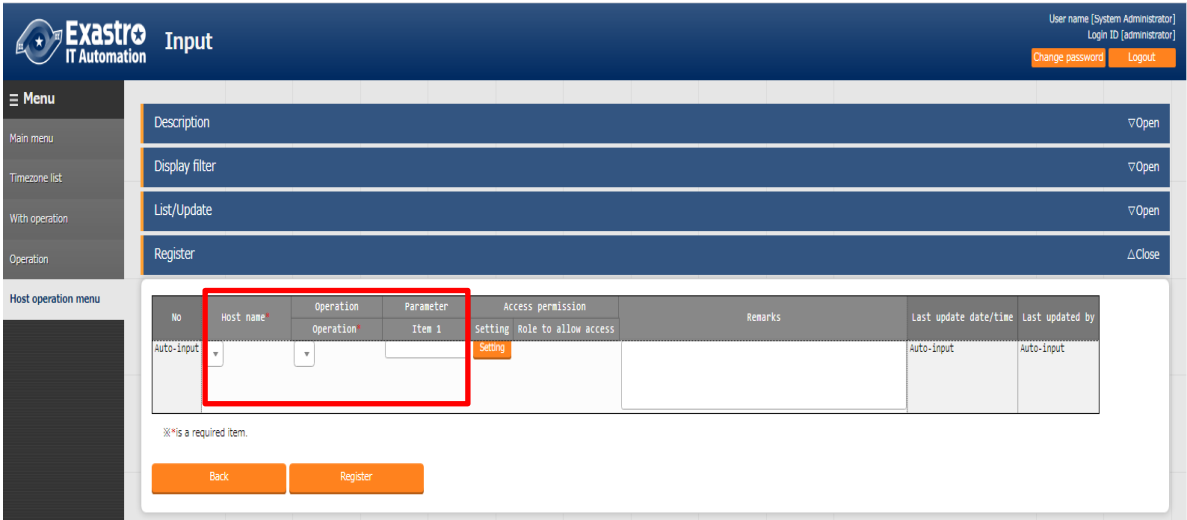 Exastro
IT Automation
Input
User name [System Administrator]
Login ID [administrator]
Change password
Logout
Menu
Main menu
Timezone list
With operation
Operation
Host operation menu
Description
▽Open
Display filter
▽Open
List/Update
▽Open
Register
△Close
No
Host name*
Operation
Operation*
Parameter
Item 1
Access permission
Setting
Role to allow access
Remarks
Last update date/time
Last updated by
Auto-input
Setting
Auto-input
Auto-input
※*is a required item.
Back
Register